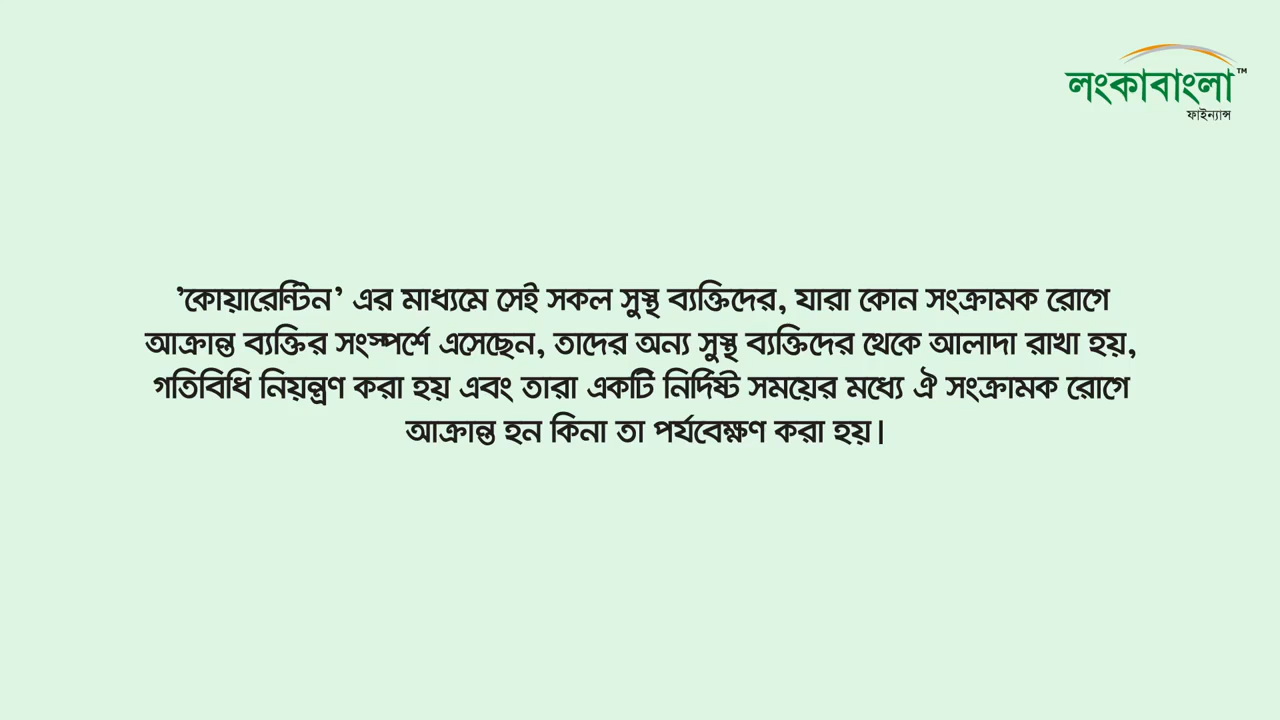 লংকাবাংলা™
ফাইন্যান্স
’কোয়ারেন্টিন’ এর মাধ্যমে সেই সকল সুস্থ ব্যক্তিদের, যারা কোন সংক্রামক রোগে
আক্রান্ত ব্যক্তির সংস্পর্শে এসেছেন, তাদের অন্য সুস্থ ব্যক্তিদের থেকে আলাদা রাখা হয়,
গতিবিধি নিয়ন্ত্রণ করা হয় এবং তারা একটি নির্দিষ্ট সময়ের মধ্যে ঐ সংক্রামক রোগে
আক্রান্ত হন কিনা তা পর্যবেক্ষণ করা হয়।